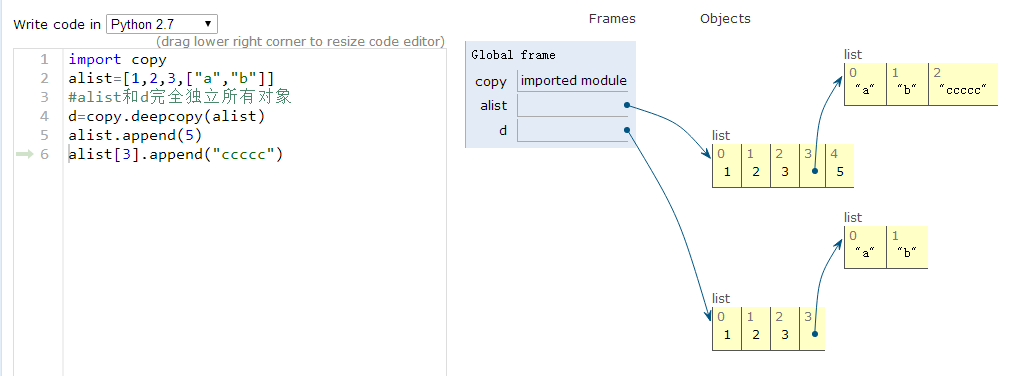 Write code in Python 2.7
(drag lower right corner to resize code editor)
1 import copy
2 alist=[1,2,3,["a","b"]]
3 #alist和d完全独立所有对象
4 d=copy.deepcopy(alist)
5 alist.append(5)
6 alist[3].append("ccccc")
Frames Objects
Global frame
copy imported module
alist
d
list
0 1 2
"a" "b" "ccccc"
list
0 1 2 3 4
1 2 3 5
list
0 1
"a" "b"
list
0 1 2 3
1 2 3